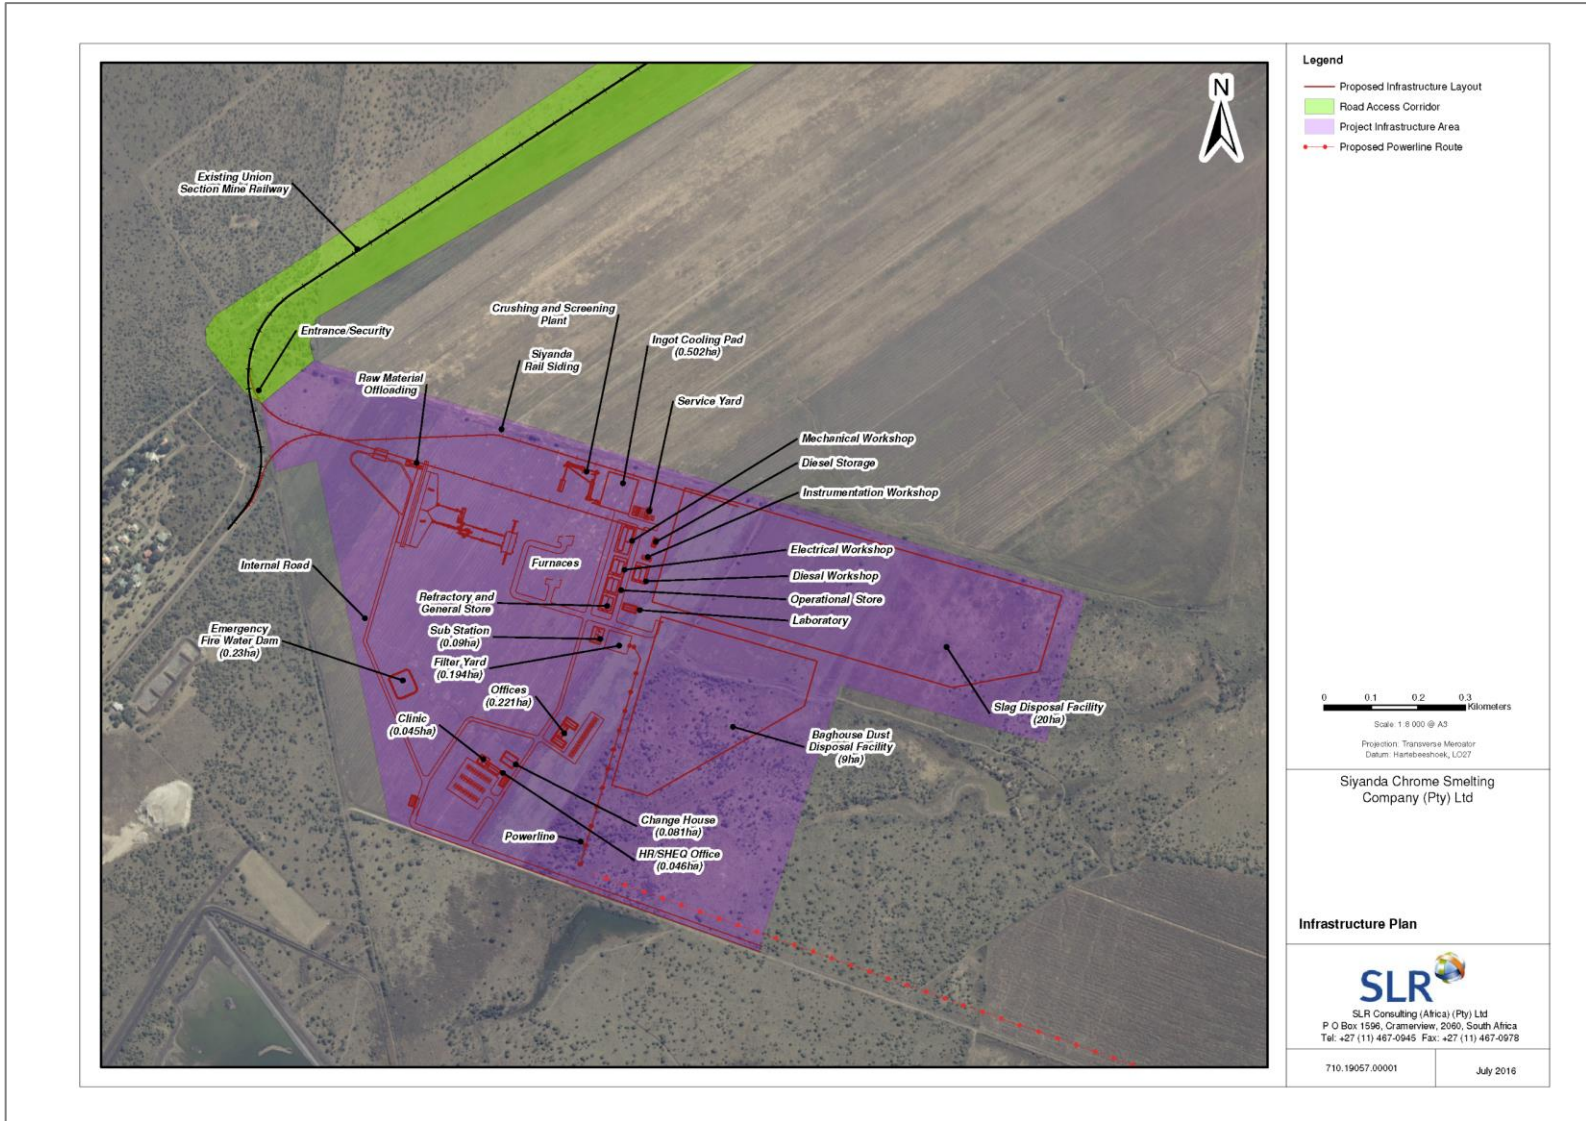 Existing Union
Section Mine Railway
Entrance/Security
Crushing and Screening
Plant
Ingot Cooling Pad
(0.502ha)
Siyanda
Rail Siding
Raw Material
Offloading
Service Yard
Mechanical Workshop
Diesel Storage
Instrumentation Workshop
Electrical Workshop
Furnaces
Internal Road
Diesal Workshop
Refractory and
General Store
Operational Store
Laboratory
Sub Station
(0.09ha)
Emergency
Fire Water Dam
(0.23ha)
Filter Yard
(0.194ha)
Offices
(0.221ha)
Slag Disposal Facility
(20ha)
Clinic
(0.045ha)
Baghouse Dust
Disposal Facility
(9ha)
Change House
(0.081ha)
Powerline
HR/SHEQ Office
(0.046ha)
N
Legend
Proposed Infrastructure Layout
Road Access Corridor
Project Infrastructure Area
Proposed Powerline Route
0 0.1 0.2 0.3
Kilometers
Scale: 1:8 000 @ A3
Projection: Transverse Mercator
Datum: Hartebeeshoek, LO27
Siyanda Chrome Smelting
Company (Pty) Ltd
Infrastructure Plan
SLR
SLR Consulting (Africa) (Pty) Ltd
P O Box 1596, Cramerview, 2060, South Africa
Tel: +27 (11) 467-0945 Fax: +27 (11) 467-0978
710.19057.00001
July 2016